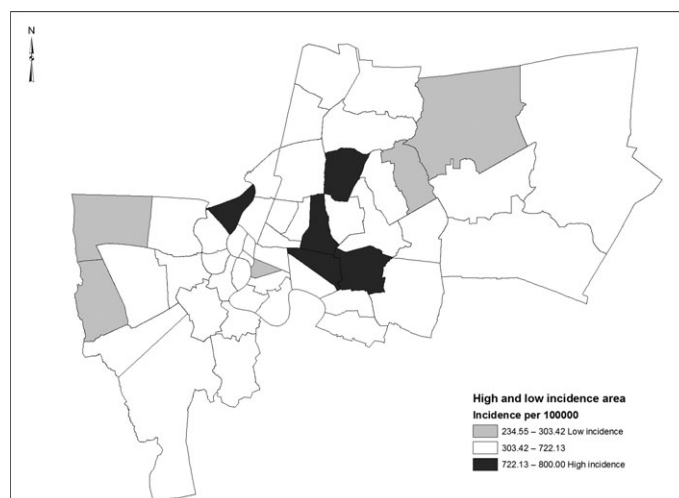 N
High and low incidence area
Incidence per 100000
234.55 – 303.42 Low incidence
303.42 – 722.13
722.13 – 800.00 High incidence